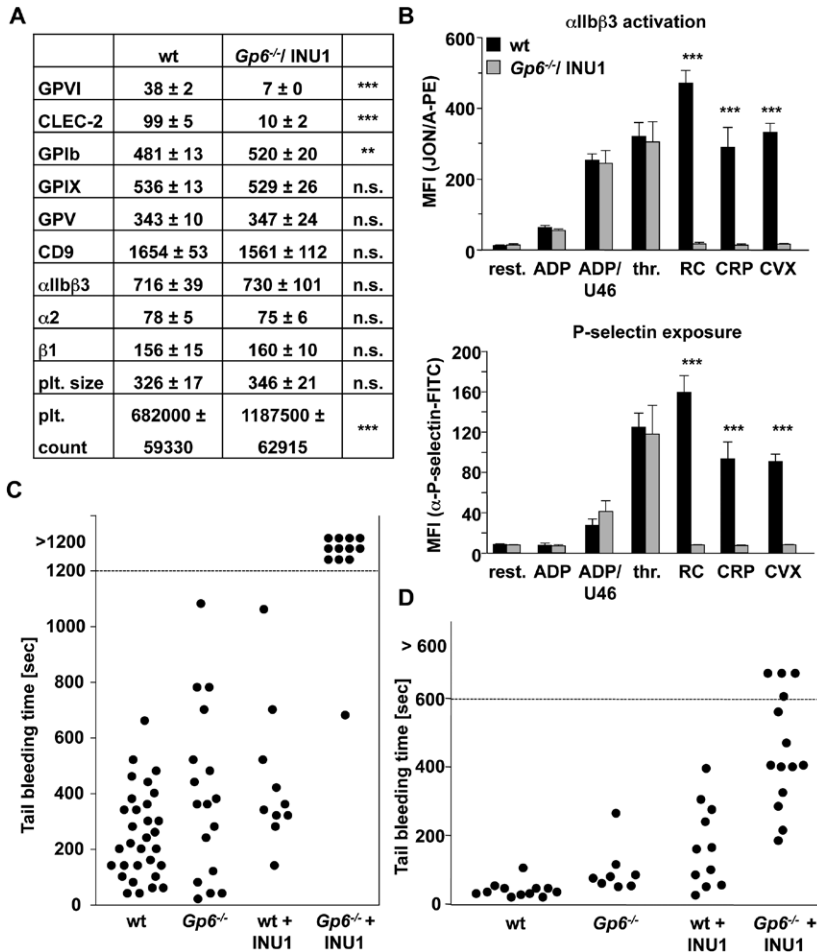 A
wt Gp6-/-/ INU1
GPVI 38 ± 2 7 ± 0 ***
CLEC-2 99 ± 5 10 ± 2 ***
GPIb 481 ± 13 520 ± 20 **
GPIX 536 ± 13 529 ± 26 n.s.
GPV 343 ± 10 347 ± 24 n.s.
CD9 1654 ± 53 1561 ± 112 n.s.
αIIbβ3 716 ± 39 730 ± 101 n.s.
α2 78 ± 5 75 ± 6 n.s.
β1 156 ± 15 160 ± 10 n.s.
plt. size 326 ± 17 346 ± 21 n.s.
plt. 682000 ± 1187500 ± ***
count 59330 62915
B
αIIbβ3 activation
wt
Gp6-/-/ INU1
MFI (JON/A-PE)
600
400
200
0
*** *** ***
rest. ADP ADP/ thr. RC CRP CVX
U46
P-selectin exposure
MFI (α-P-selectin-FITC)
200
160
120
80
40
0
*** *** ***
rest. ADP ADP/ thr. RC CRP CVX
U46
C
Tail bleeding time [sec]
>1200
1200
1000
800
600
400
200
0
wt Gp6-/- wt + Gp6-/- +
INU1 INU1
D
Tail bleeding time [sec]
> 600
600
400
200
0
wt Gp6-/- wt + Gp6-/- +
INU1 INU1